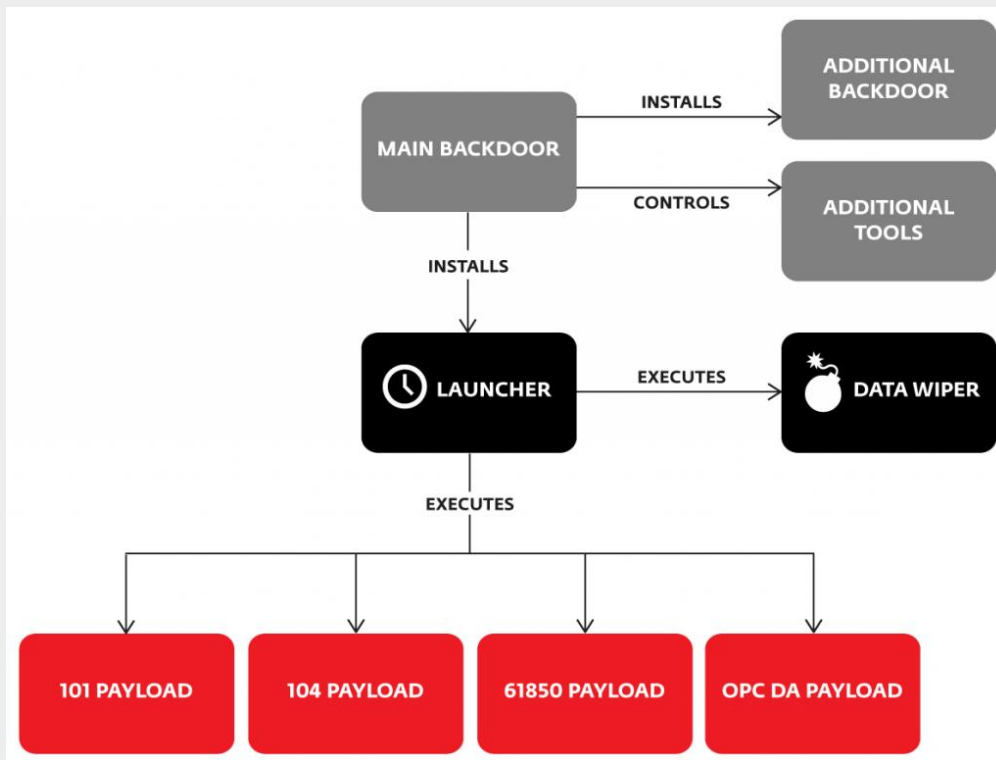 ADDITIONAL
BACKDOOR
INSTALLS
MAIN BACKDOOR
CONTROLS
ADDITIONAL
TOOLS
INSTALLS
LAUNCHER
EXECUTES
DATA WIPER
EXECUTES
101 PAYLOAD
104 PAYLOAD
61850 PAYLOAD
OPC DA PAYLOAD